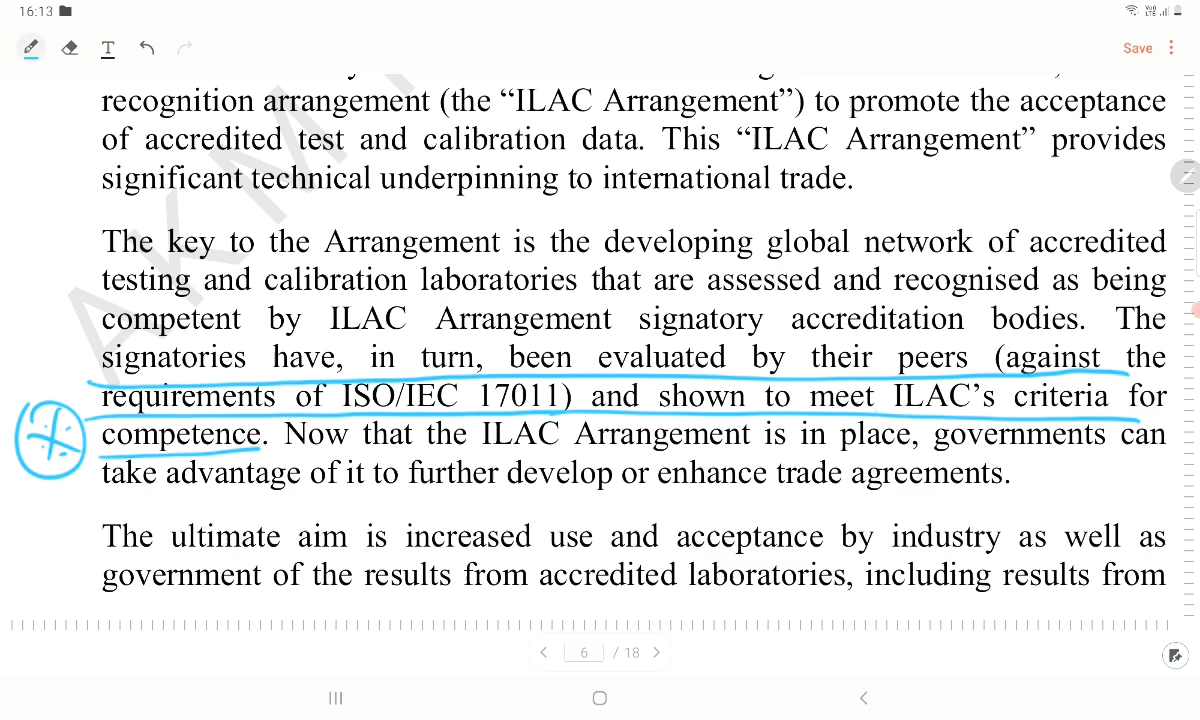 16:13
Save
recognition arrangement (the “ILAC Arrangement”) to promote the acceptance
of accredited test and calibration data. This “ILAC Arrangement” provides
significant technical underpinning to international trade.
The key to the Arrangement is the developing global network of accredited
testing and calibration laboratories that are assessed and recognised as being
competent by ILAC Arrangement signatory accreditation bodies. The
signatories have, in turn, been evaluated by their peers (against the
requirements of ISO/IEC 17011) and shown to meet ILAC’s criteria for
competence. Now that the ILAC Arrangement is in place, governments can
take advantage of it to further develop or enhance trade agreements.
The ultimate aim is increased use and acceptance by industry as well as
government of the results from accredited laboratories, including results from
6 / 18